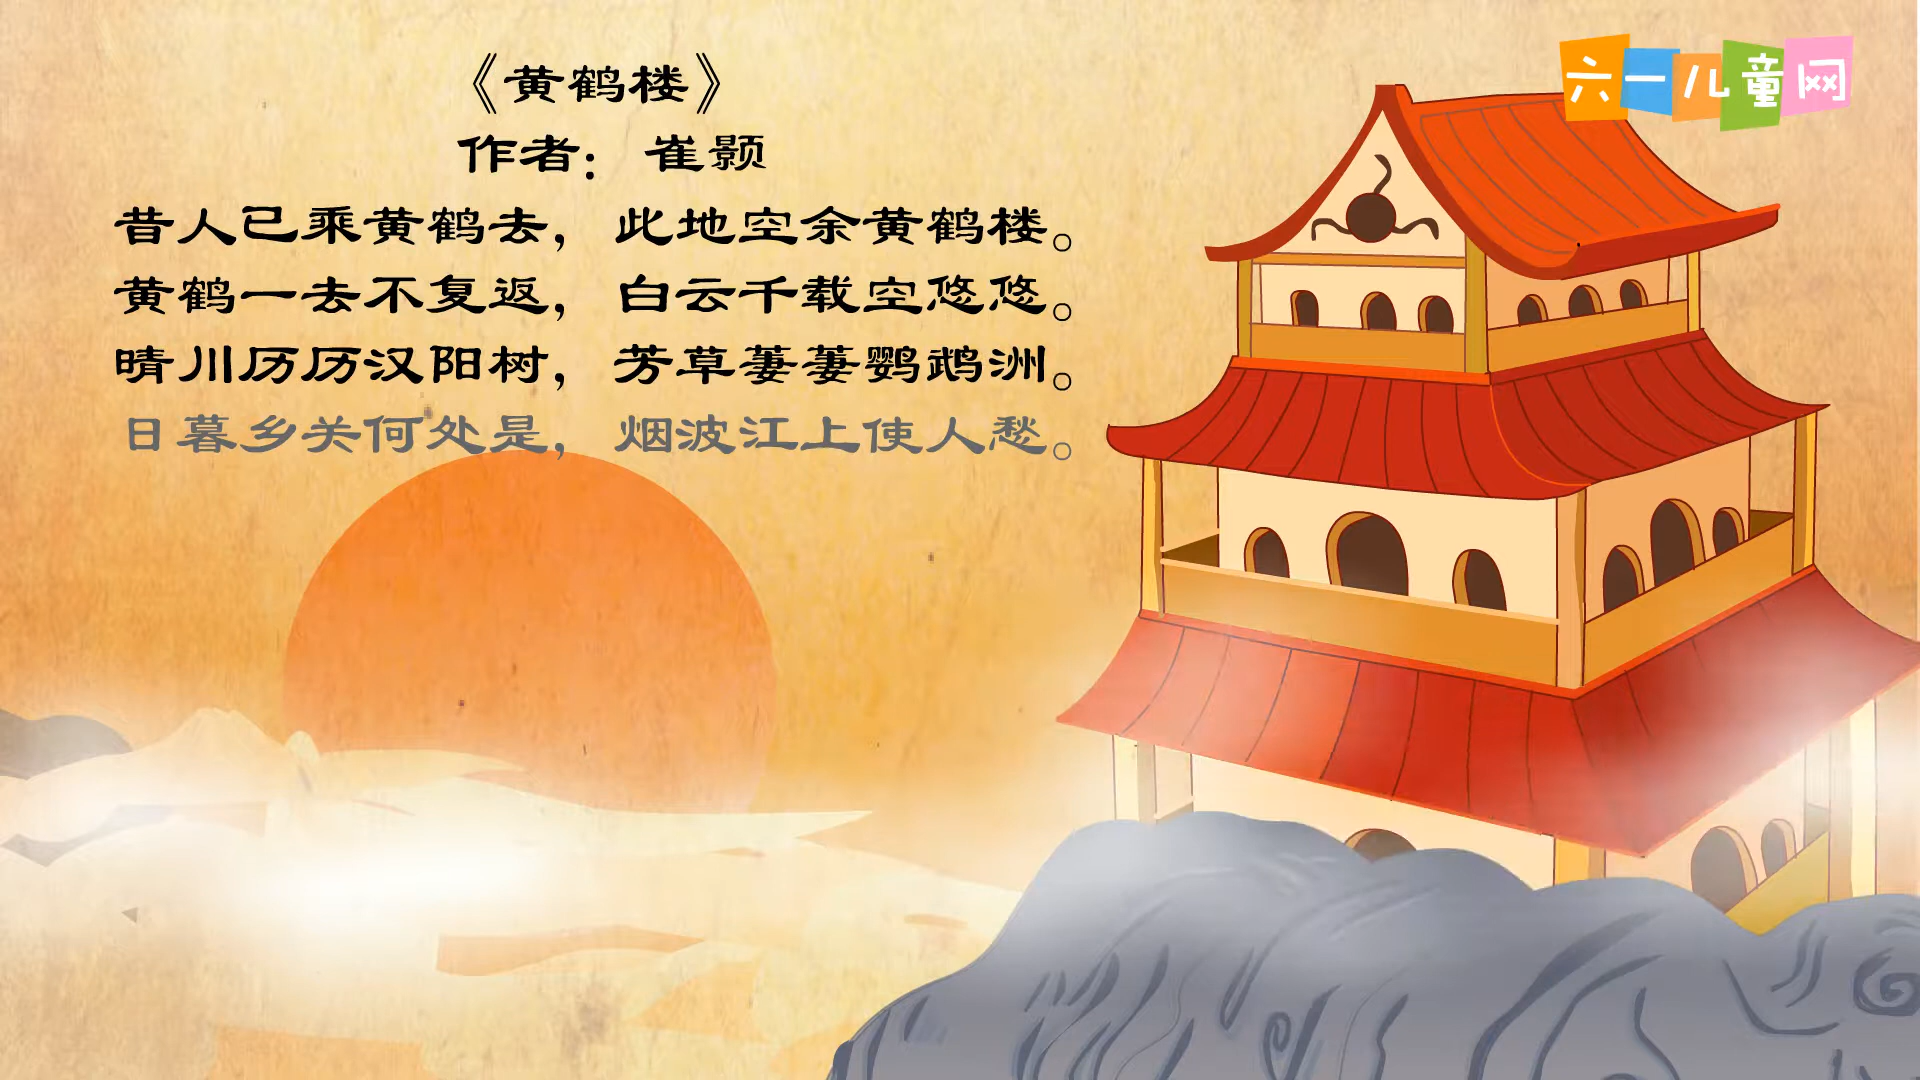 《黄鹤楼》
作者： 崔颢
昔人已乘黄鹤去， 此地空余黄鹤楼。
黄鹤一去不复返， 白云千载空悠悠。
晴川历历汉阳树， 芳草萋萋鹦鹉洲。
日暮乡关何处是， 烟波江上使人愁。
六一儿童网